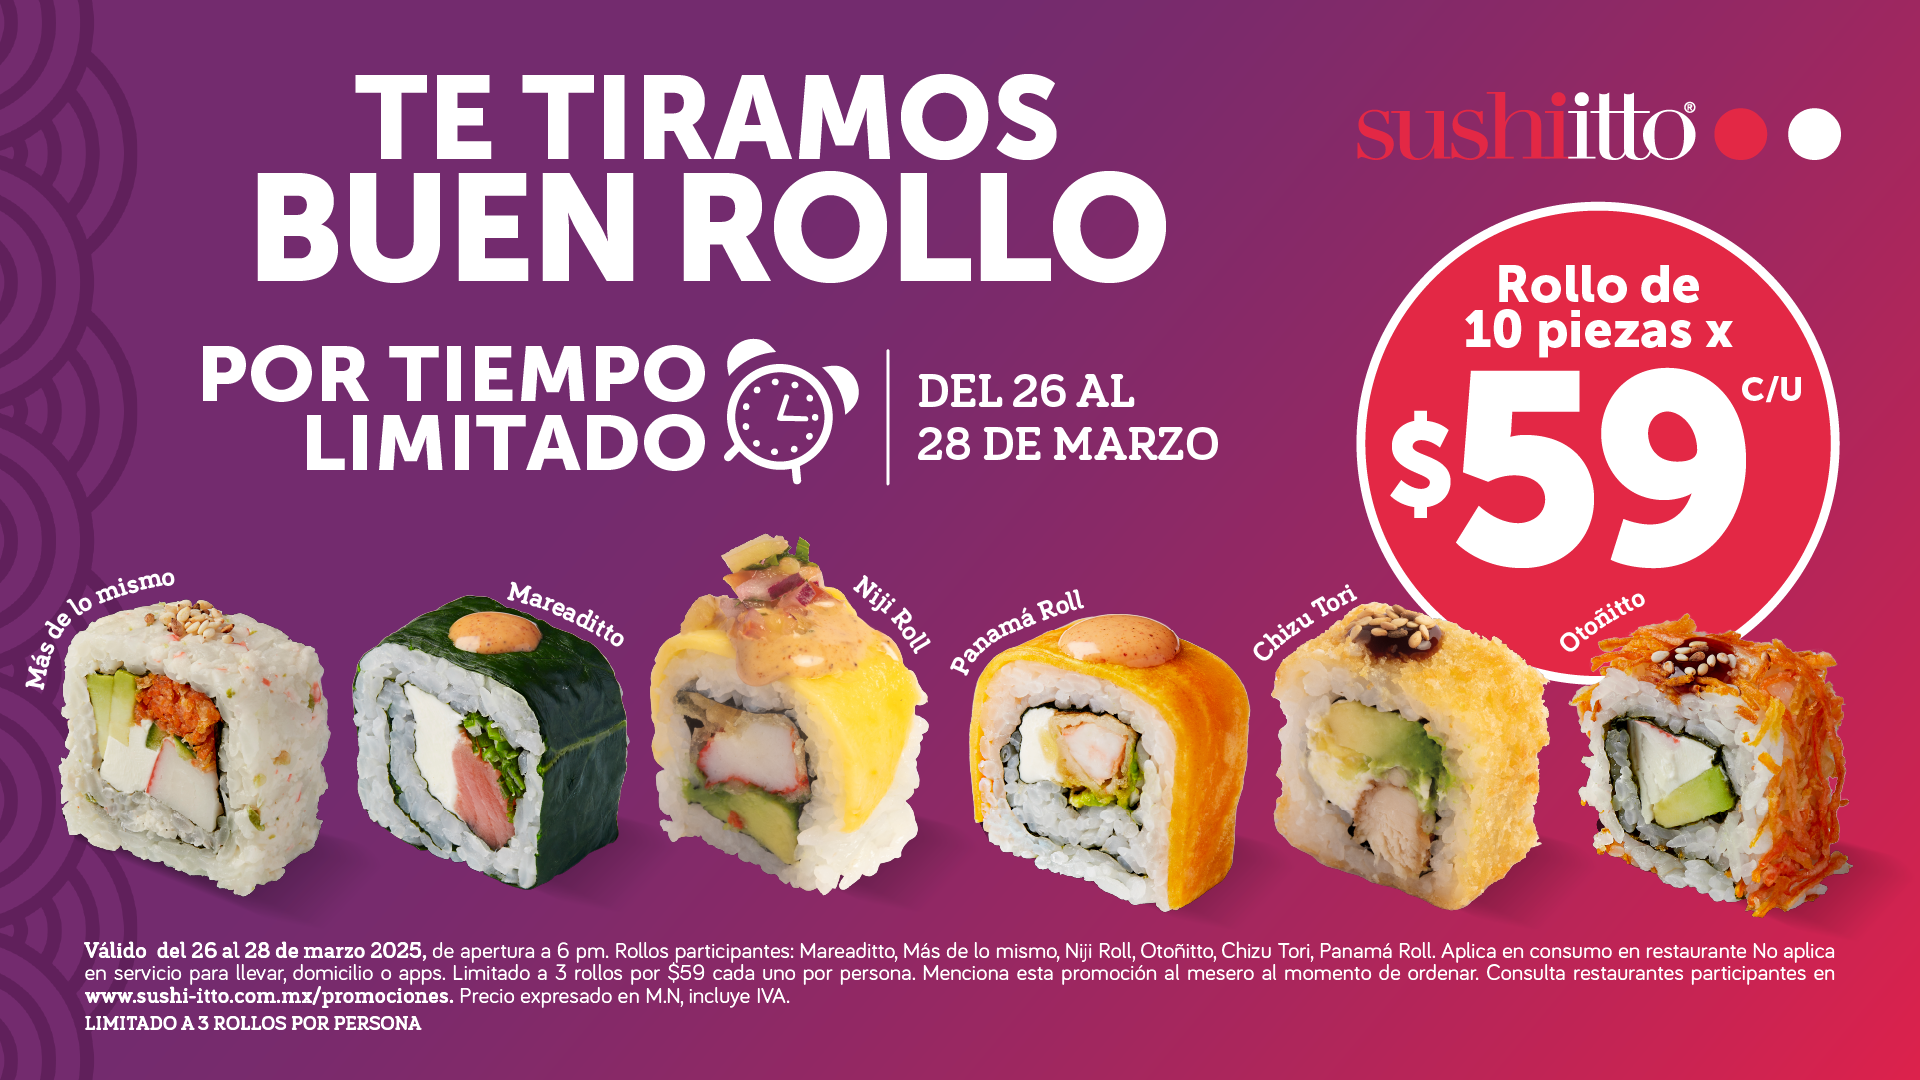 TE TIRAMOS
BUEN ROLLO
sushiitto®
POR TIEMPO
LIMITADO
DEL 26 AL
28 DE MARZO
Rollo de
10 piezas x
$59 C/U
Más de lo mismo
Mareaditto
Niji Roll
Panamá Roll
Chizu Tori
Otoñitto
Válido del 26 al 28 de marzo 2025, de apertura a 6 pm. Rollos participantes: Mareaditto, Más de lo mismo, Niji Roll, Otoñitto, Chizu Tori, Panamá Roll. Aplica en consumo en restaurante No aplica
en servicio para llevar, domicilio o apps. Limitado a 3 rollos por $59 cada uno por persona. Menciona esta promoción al mesero al momento de ordenar. Consulta restaurantes participantes en
www.sushi-itto.com.mx/promociones. Precio expresado en M.N, incluye IVA.
LIMITADO A 3 ROLLOS POR PERSONA